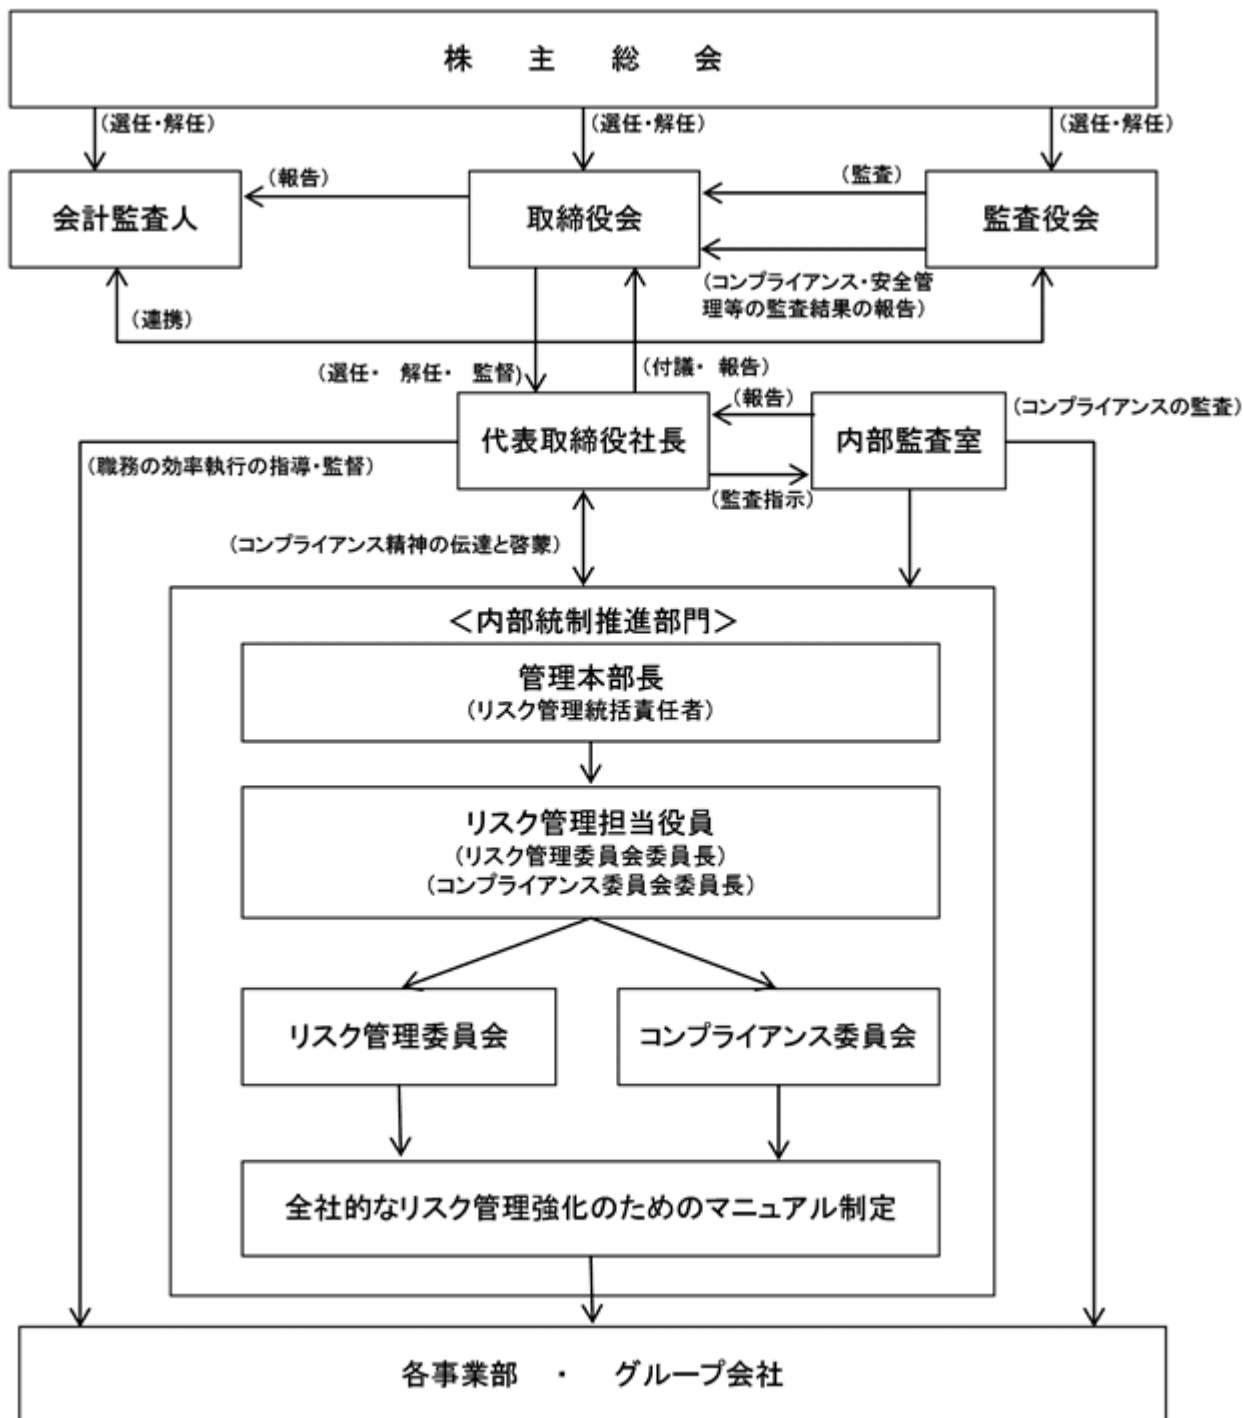 株 主 総 会
(選任・解任)
(選任・解任)
(選任・解任)
会計監査人
(報告)
取締役会
(監査)
監査役会
(コンプライアンス・安全管
理等の監査結果の報告)
(連携)
(選任・ 解任・ 監督)
(付議・ 報告)
代表取締役社長
(報告)
内部監査室
(コンプライアンスの監査)
(職務の効率執行の指導・監督)
(監査指示)
(コンプライアンス精神の伝達と啓蒙)
<内部統制推進部門>
管理本部長
(リスク管理統括責任者)
リスク管理担当役員
(リスク管理委員会委員長)
(コンプライアンス委員会委員長)
リスク管理委員会
コンプライアンス委員会
全社的なリスク管理強化のためのマニュアル制定
各事業部 ・ グループ会社